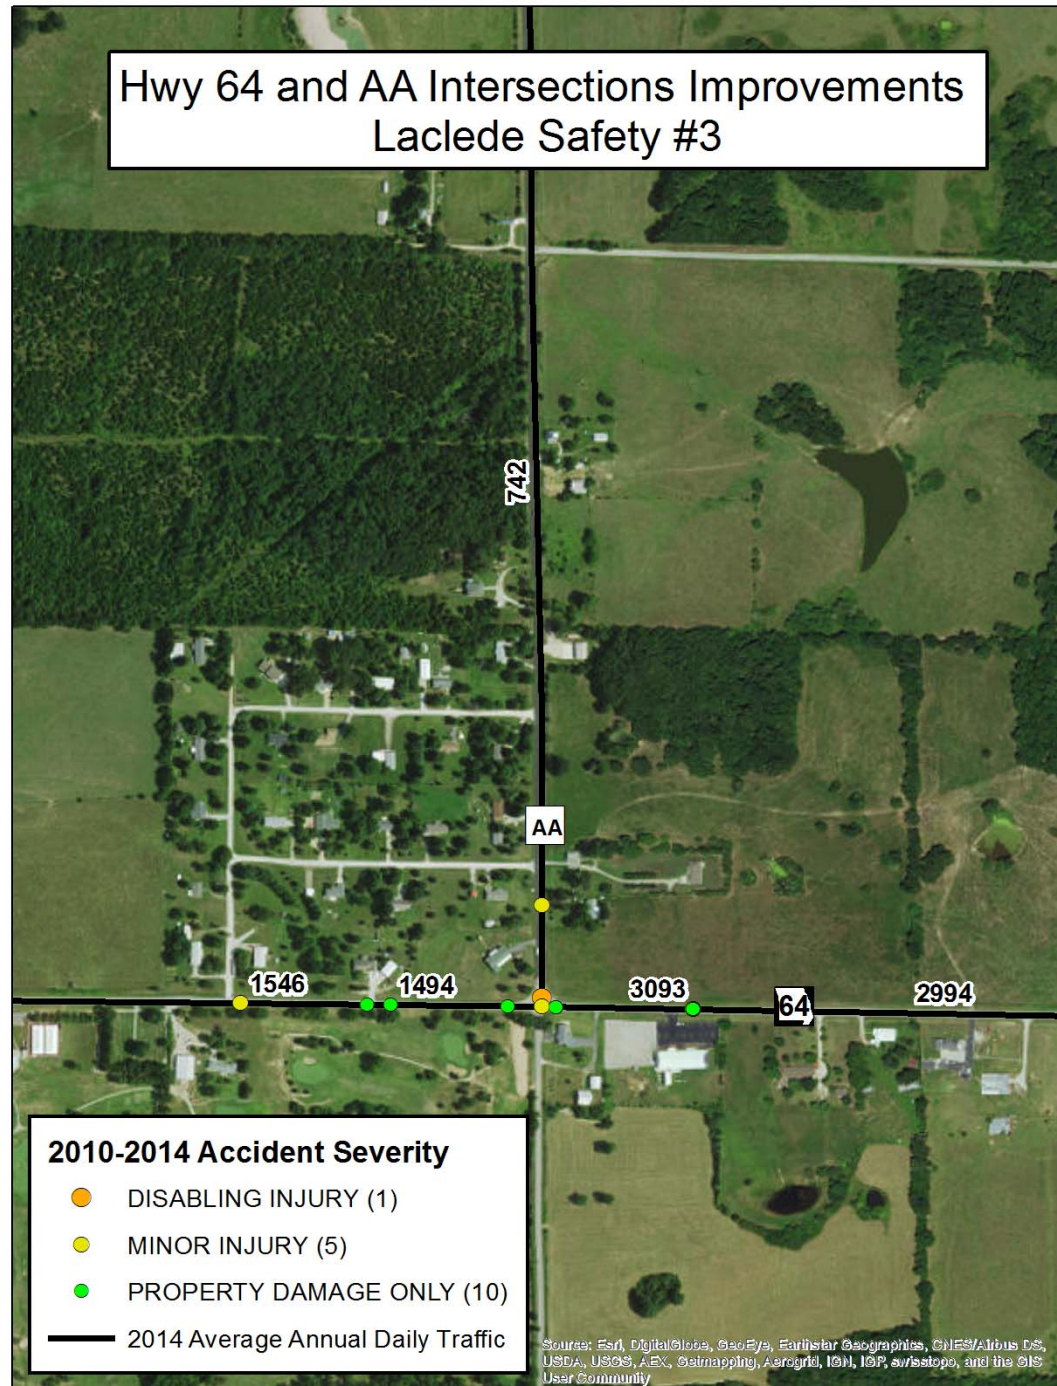 Hwy 64 and AA Intersections Improvements
Laclede Safety #3
742
AA
1546
1494
3093
64
2994
2010-2014 Accident Severity
DISABLING INJURY (1)
MINOR INJURY (5)
PROPERTY DAMAGE ONLY (10)
2014 Average Annual Daily Traffic
Source: Esri, DigitalGlobe, GeoEye, Earthstar Geographics, CNES/Airbus DS,
USDA, USGS, AEX, Getmapping, Aerogrid, IGN, IGP, swisstopo, and the GIS
User Community